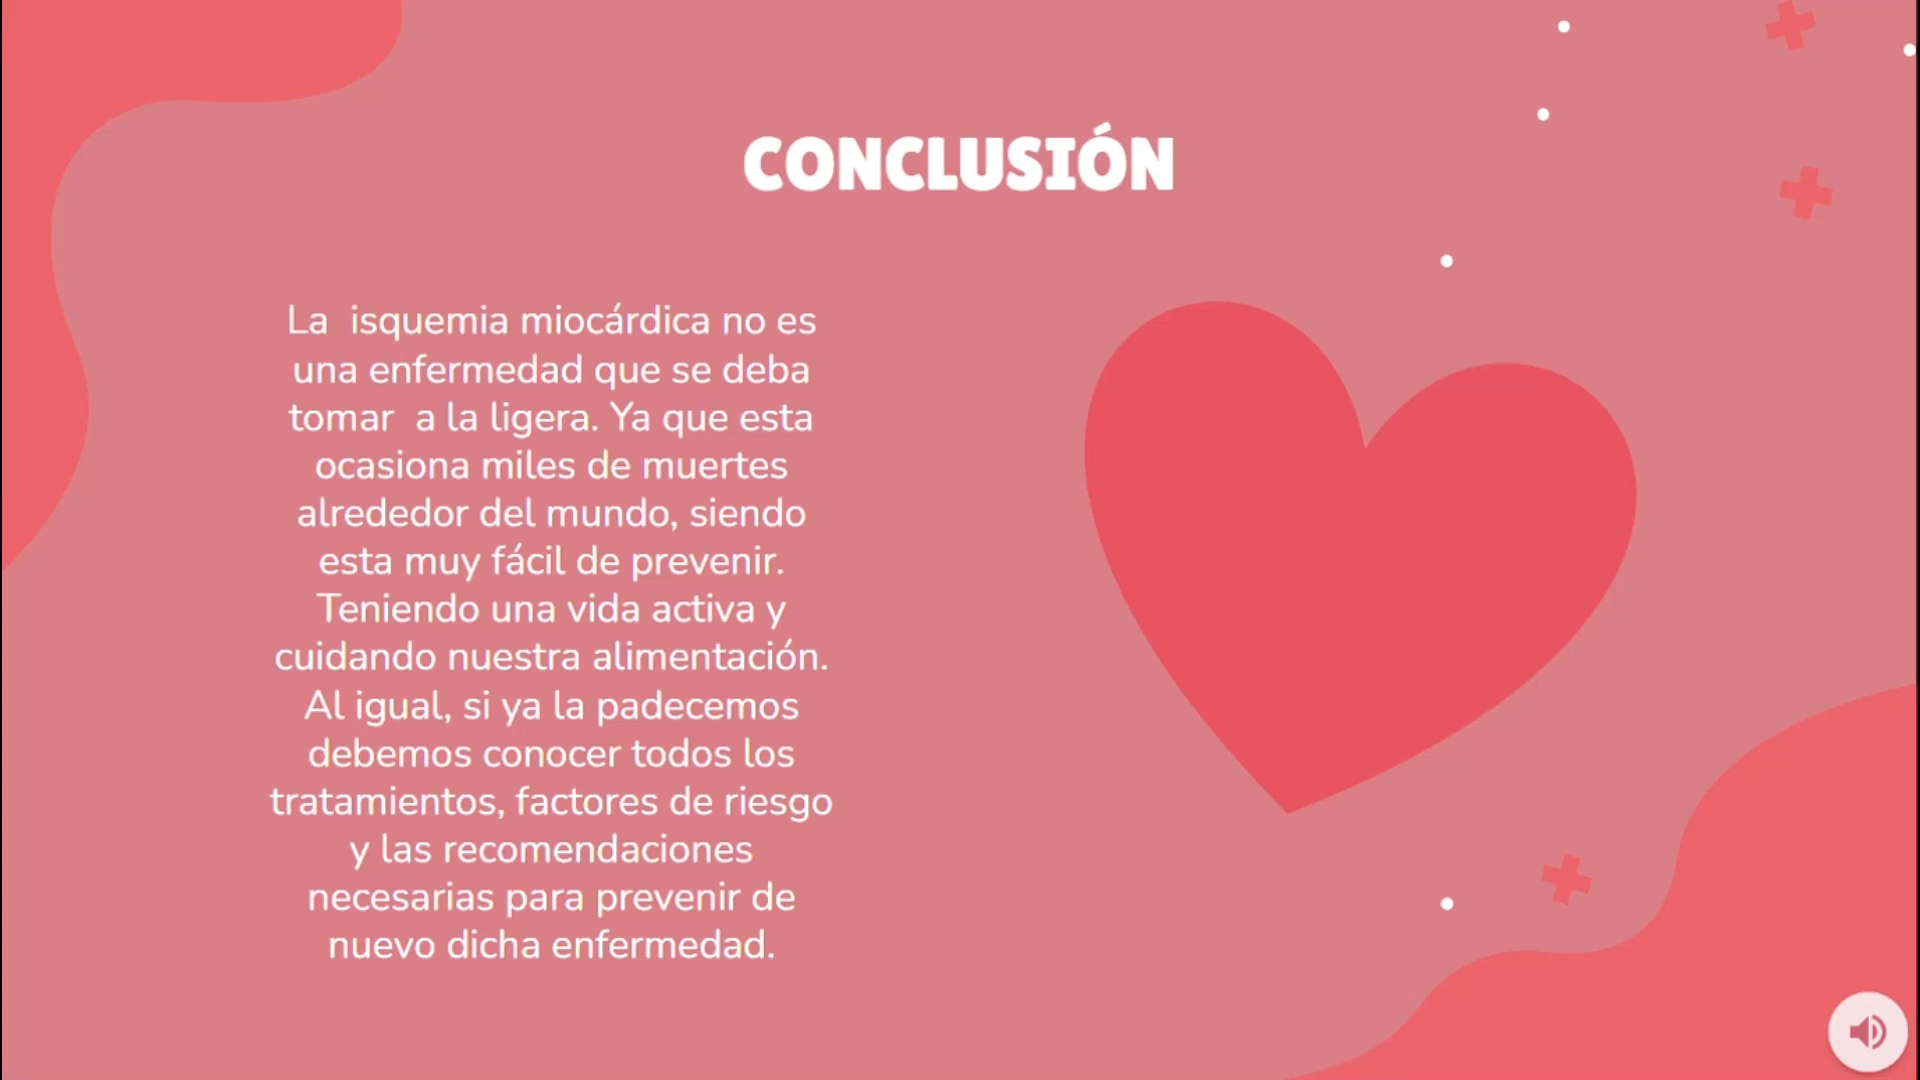 CONCLUSIÓN
La  isquemia miocárdica no es
una enfermedad que se deba
tomar  a la ligera. Ya que esta
ocasiona miles de muertes
alrededor del mundo, siendo
esta muy fácil de prevenir.
Teniendo una vida activa y
cuidando nuestra alimentación.
Al igual, si ya la padecemos
debemos conocer todos los
tratamientos, factores de riesgo
y las recomendaciones
necesarias para prevenir de
nuevo dicha enfermedad.